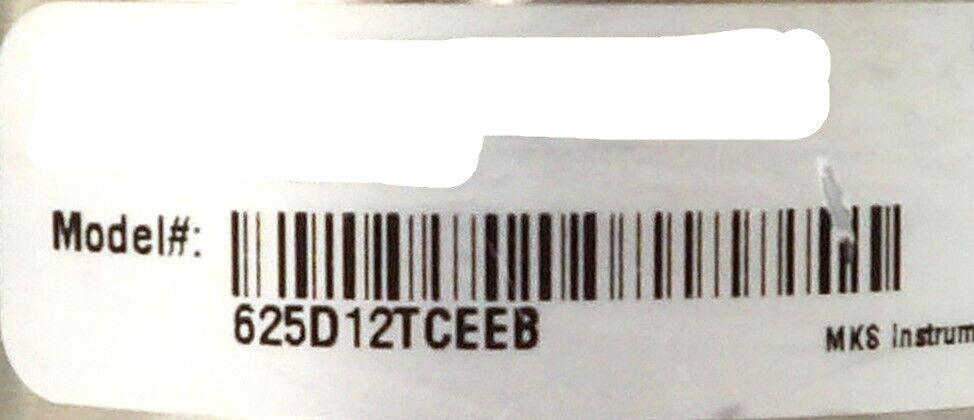 Model#:
625D12TCEEB
MKS Instrum